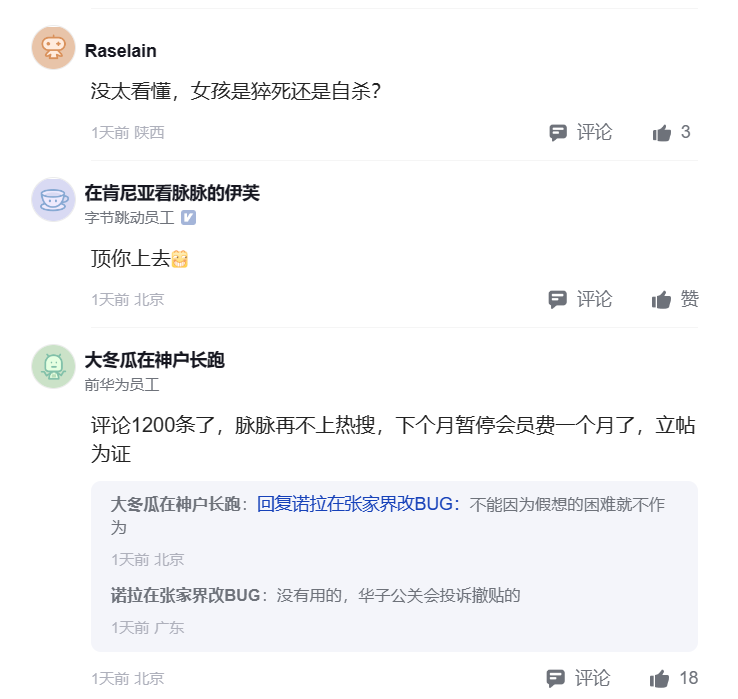 Raselain
没太看懂，女孩是猝死还是自杀?
1天前 陕西
评论
3
在肯尼亚看脉脉的伊芙
字节跳动员工
顶你上去
1天前 北京
评论
赞
大冬瓜在神户长跑
前华为员工
评论1200条了，脉脉再不上热搜，下个月暂停会员费一个月了，立帖
为证
大冬瓜在神户长跑：回复诺拉在张家界改BUG：不能因为假想的困难就不作
为
1天前 北京
诺拉在张家界改BUG：没有用的，华子公关会投诉撤贴的
1天前 广东
1天前 北京
评论
18